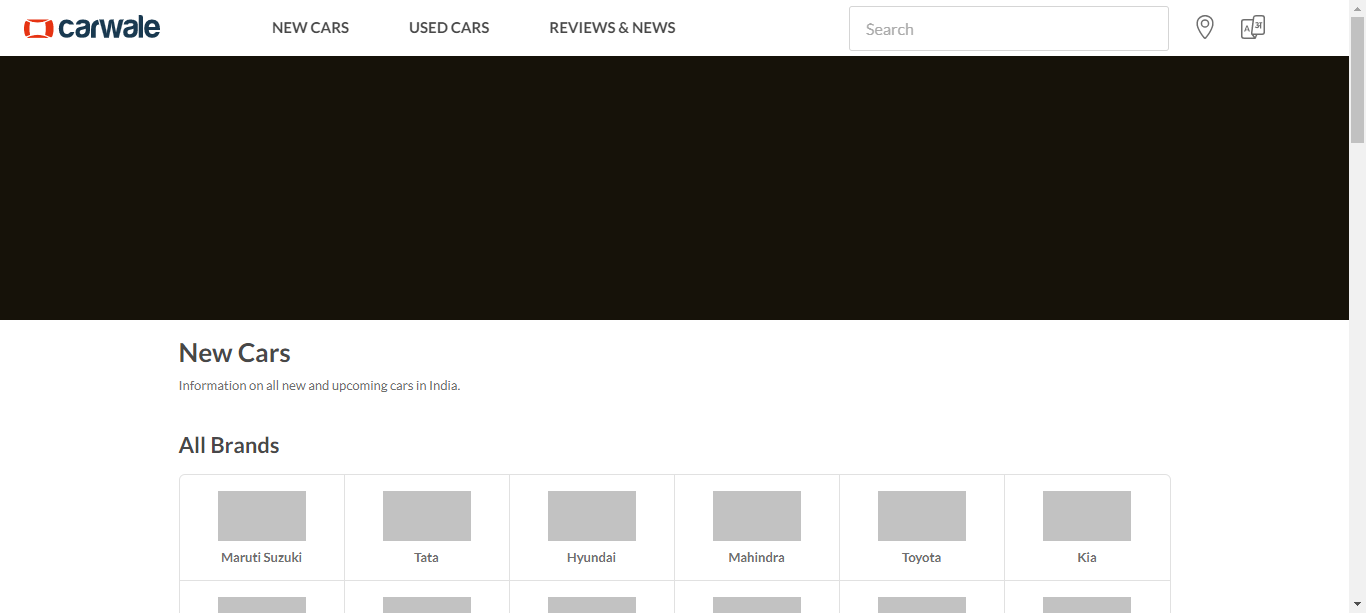 carwale
NEW CARS
USED CARS
REVIEWS & NEWS
Search
New Cars
Information on all new and upcoming cars in India.
All Brands
Maruti Suzuki
Tata
Hyundai
Mahindra
Toyota
Kia